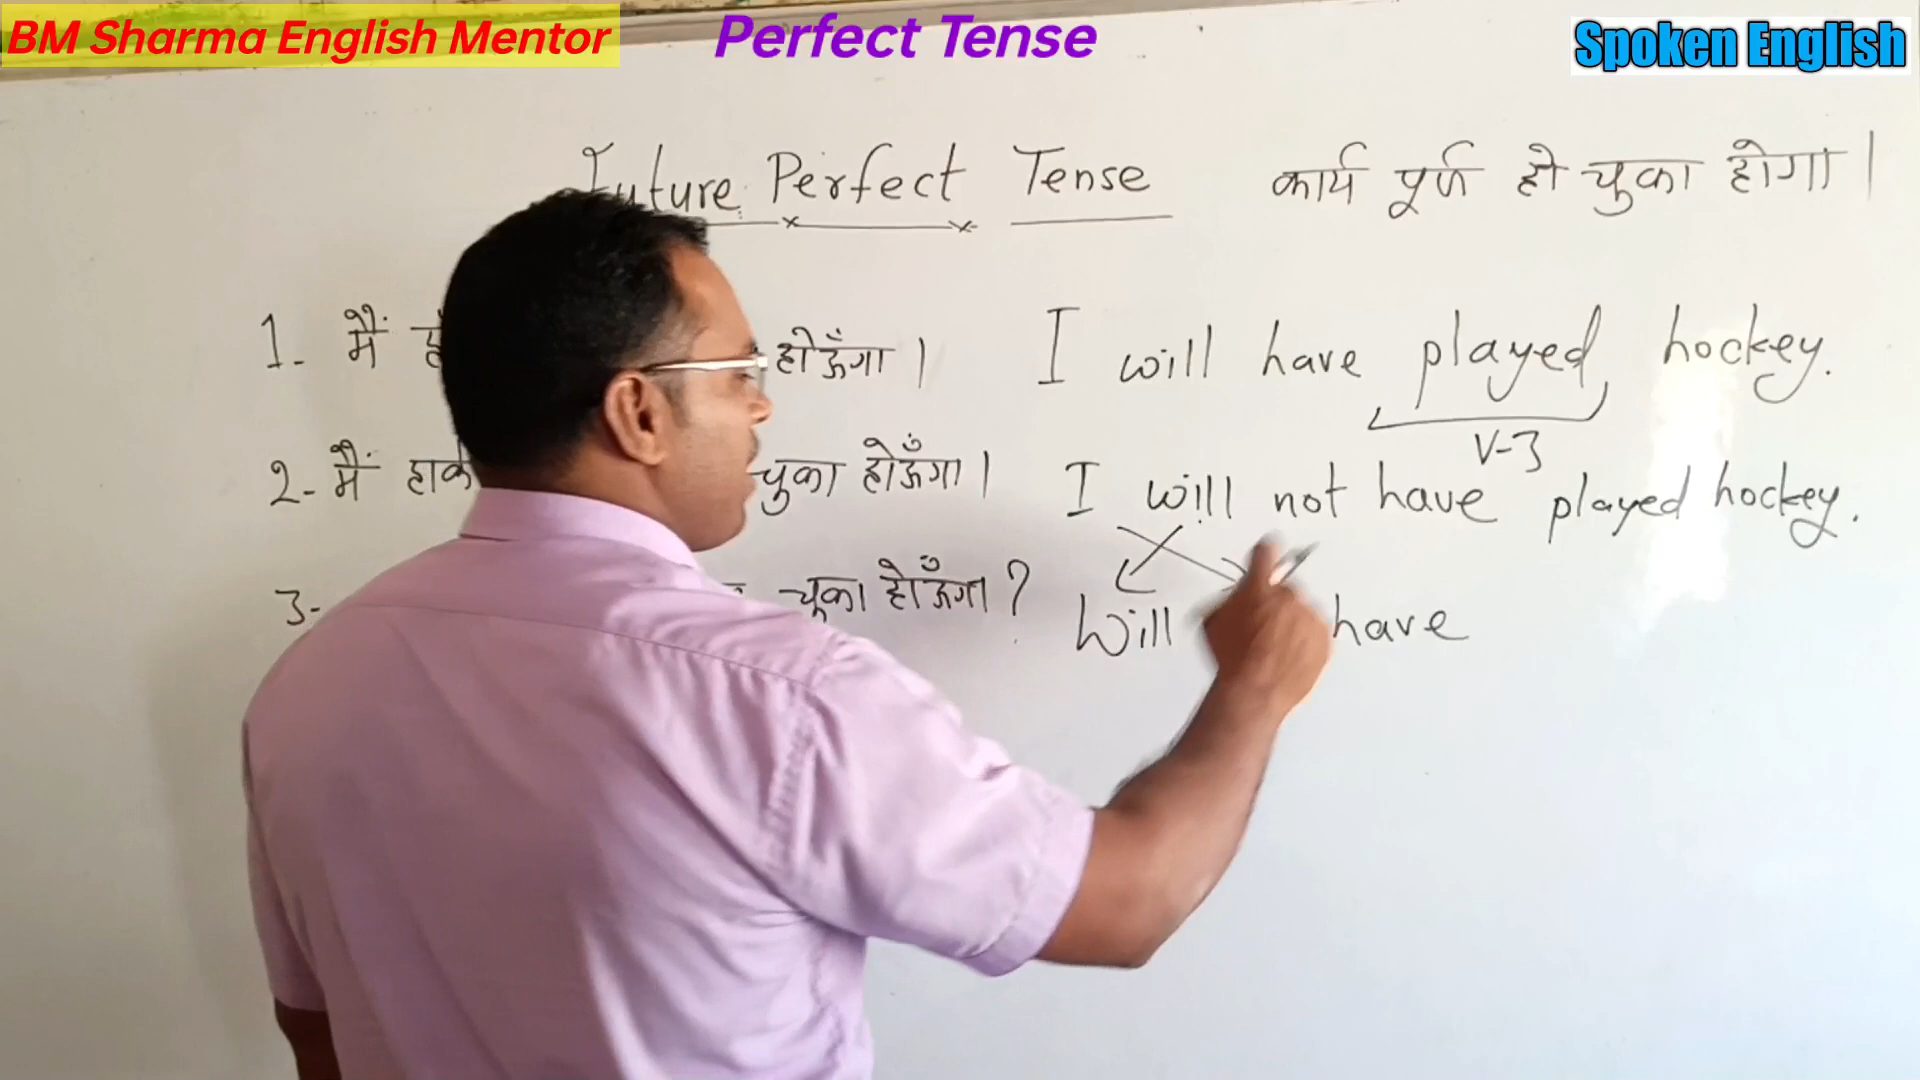 BM Sharma English Mentor Perfect Tense Spoken English
Future Perfect Tense कार्य पूर्ण हो चुका होगा।
1. मैं होऊँगा। I will have played hockey.
V-3
2- मैं चुका होऊँगा। I will not have played hockey.
3- चुका होऊँगा? Will have